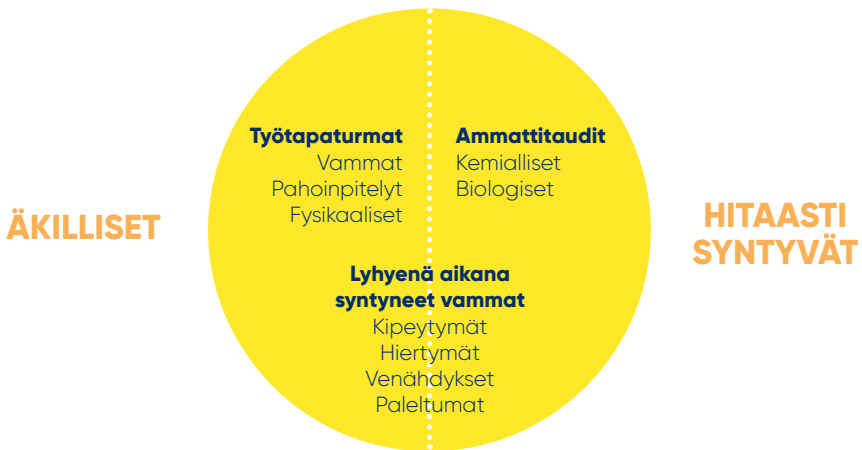 ÄKILLISET
Työtapaturmat
Vammat
Pahoinpitelyt
Fysikaaliset
Ammattitaudit
Kemialliset
Biologiset
Lyhyenä aikana
syntyneet vammat
Kipeytymät
Hiertymät
Venähdykset
Paleltumat
HITAASTI
SYNTYVÄT